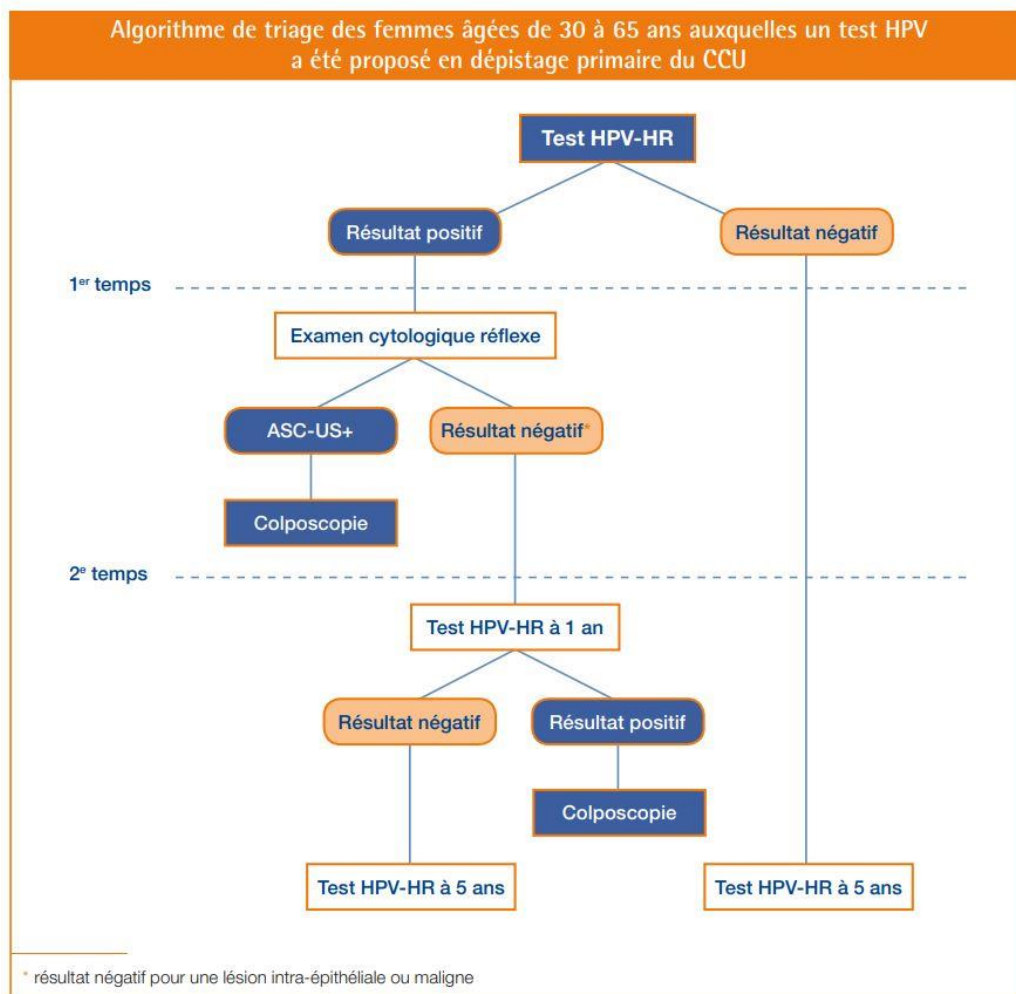 Algorithme de triage des femmes âgées de 30 à 65 ans auxquelles un test HPV
a été proposé en dépistage primaire du CCU
Test HPV-HR
Résultat positif
Résultat négatif
1er temps
Examen cytologique réflexe
ASC-US+
Résultat négatif*
Colposcopie
2e temps
Test HPV-HR à 1 an
Résultat négatif
Résultat positif
Colposcopie
Test HPV-HR à 5 ans
Test HPV-HR à 5 ans
* résultat négatif pour une lésion intra-épithéliale ou maligne